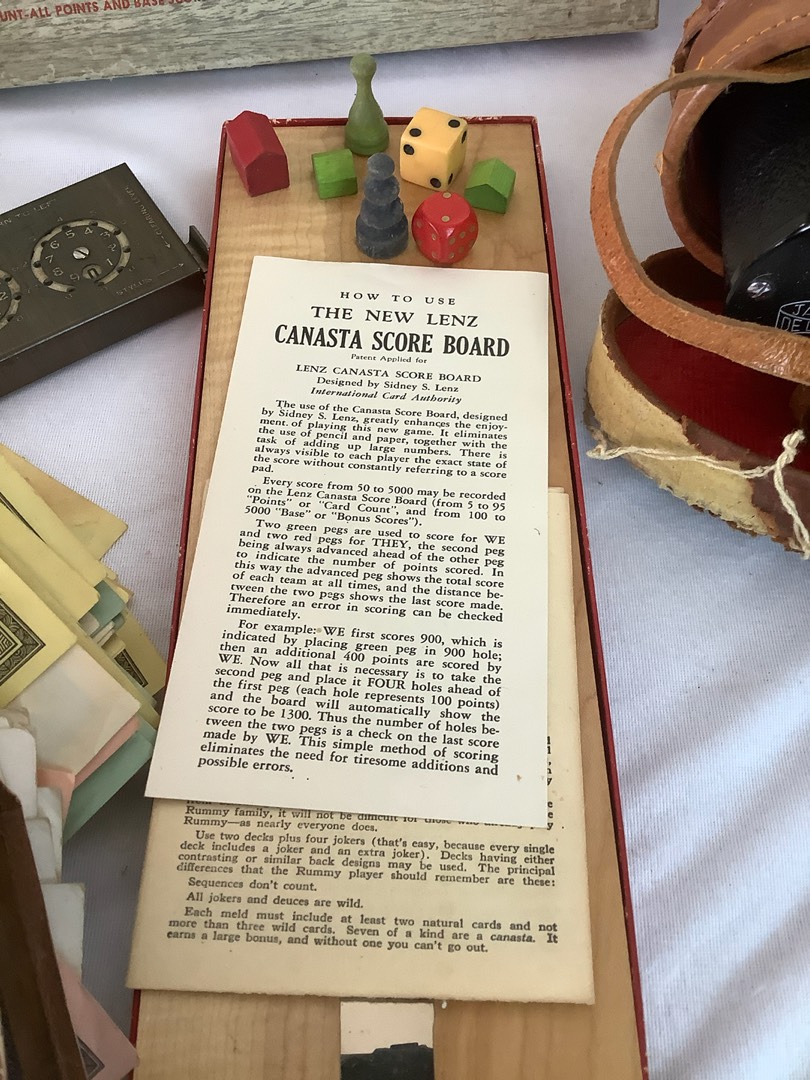 UNT-ALL POINTS AND BASE SCOR
HOW TO USE
THE NEW LENZ
CANASTA SCORE BOARD
Patent Applied for
LENZ CANASTA SCORE BOARD
Designed by Sidney S. Lenz
International Card Authority
The use of the Canasta Score Board, designed
by Sidney S. Lenz, greatly enhances the enjoy-
ment of playing this new game. It eliminates
the use of pencil and paper, together with the
task of adding up large numbers. There is
always visible to each player the exact state of
the score without constantly referring to a score
pad.
Every score from 50 to 5000 may be recorded
on the Lenz Canasta Score Board (from 5 to 95
"Points" or "Card Count", and from 100 to
5000 "Base" or "Bonus Scores").
Two green pegs are used to score for WE
and two red pegs for THEY, the second peg
being always advanced ahead of the other peg
to indicate the number of points scored. In
this way the advanced peg shows the total score
of each team at all times, and the distance be-
tween the two pegs shows the last score made.
Therefore an error in scoring can be checked
immediately.
For example: WE first scores 900, which is
indicated by placing green peg in 900 hole;
then an additional 400 points are scored by
WE. Now all that is necessary is to take the
second peg and place it FOUR holes ahead of
the first peg (each hole represents 100 points)
and the board will automatically show the
score to be 1300. Thus the number of holes be-
tween the two pegs is a check on the last score
made by WE. This simple method of scoring
eliminates the need for tiresome additions and
possible errors.
Rummy family, it will not be difficult for those who already
Rummy—as nearly everyone does.
Use two decks plus four jokers (that's easy, because every single
deck includes a joker and an extra joker). Decks having either
contrasting or similar back designs may be used. The principal
differences that the Rummy player should remember are these:
Sequences don't count.
All jokers and deuces are wild.
Each meld must include at least two natural cards and not
more than three wild cards. Seven of a kind are a canasta. It
earns a large bonus, and without one you can't go out.